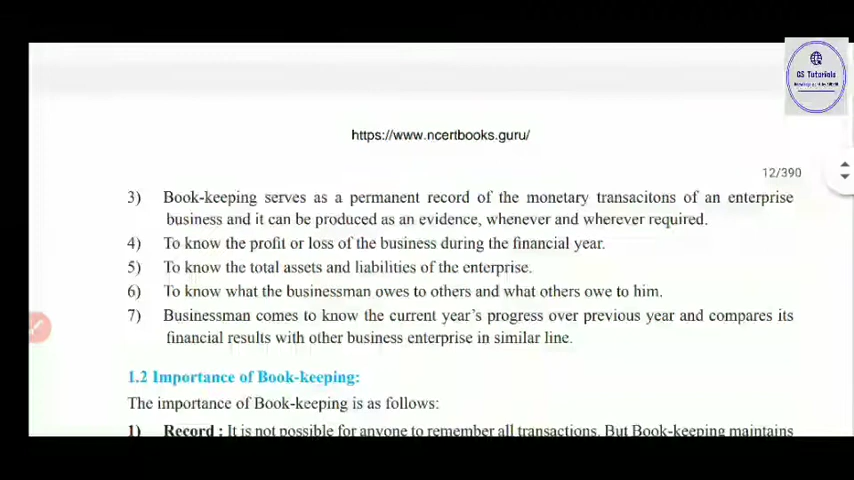 GS Tutorials
https://www.ncertbooks.guru/
12/390
3) Book-keeping serves as a permanent record of the monetary transacitons of an enterprise
business and it can be produced as an evidence, whenever and wherever required.
4) To know the profit or loss of the business during the financial year.
5) To know the total assets and liabilities of the enterprise.
6) To know what the businessman owes to others and what others owe to him.
7) Businessman comes to know the current year's progress over previous year and compares its
financial results with other business enterprise in similar line.
1.2 Importance of Book-keeping:
The importance of Book-keeping is as follows:
1) Record : It is not possible for anyone to remember all transactions. But Book-keeping maintains